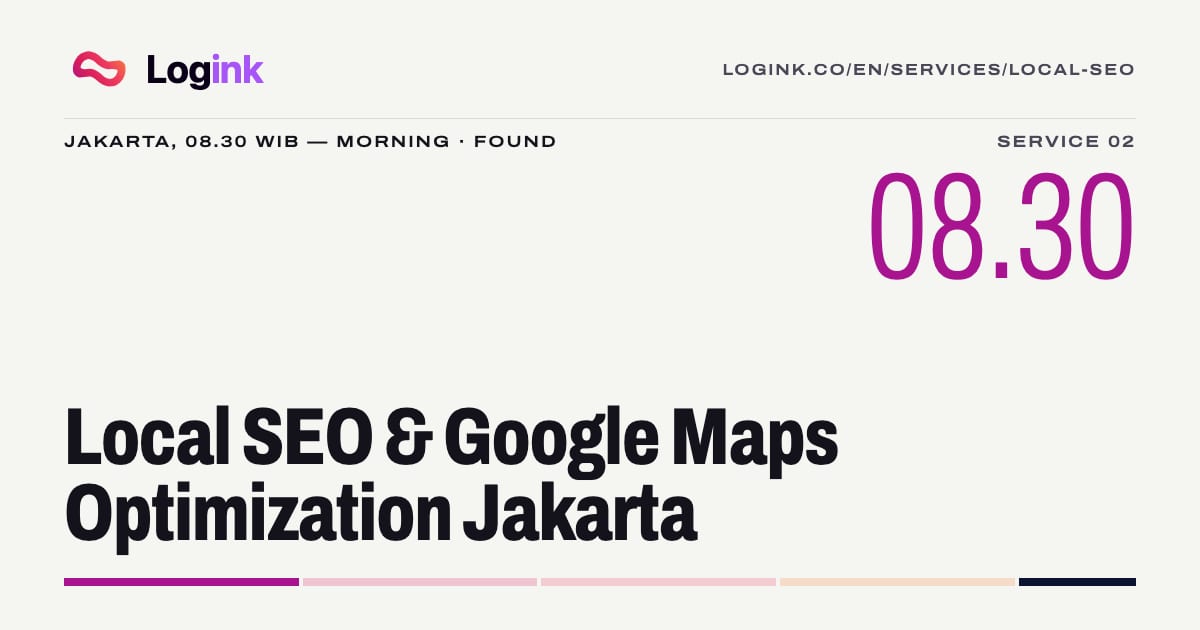 Logink
LOGINK.CO/EN/SERVICES/LOCAL-SEO
JAKARTA, 08.30 WIB — MORNING · FOUND
SERVICE 02
08.30
Local SEO & Google Maps
Optimization Jakarta